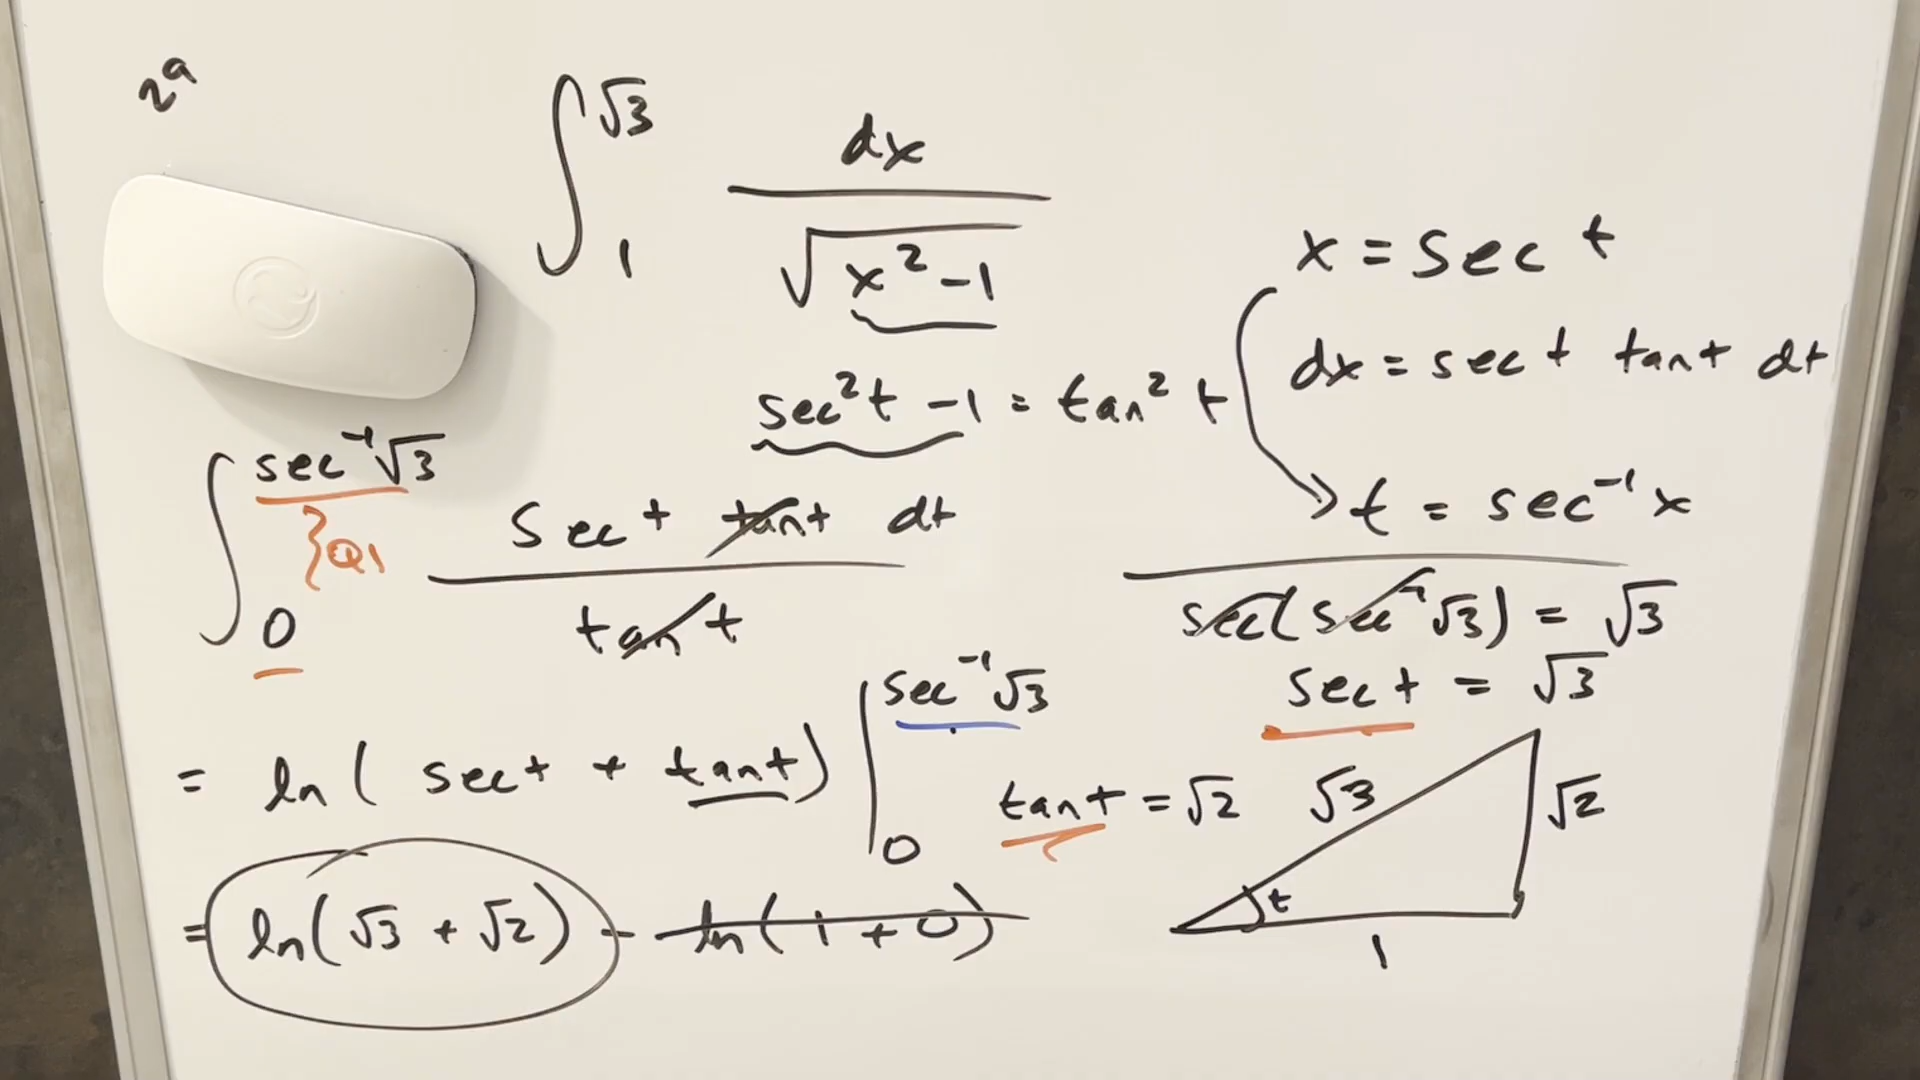 2a
∫₁^√3 dx / √(x² - 1)
x = sec t
dx = sec t tan t dt
sec² t - 1 = tan² t
t = sec⁻¹ x
∫₀^(sec⁻¹√3) sec t tan t dt / tan t
} Q1
sec(sec⁻¹√3) = √3
sec t = √3
= ln( sec t + tan t) |₀^(sec⁻¹√3)
tan t = √2
√3
√2
t
1
= ln(√3 + √2) - ln(1 + 0)